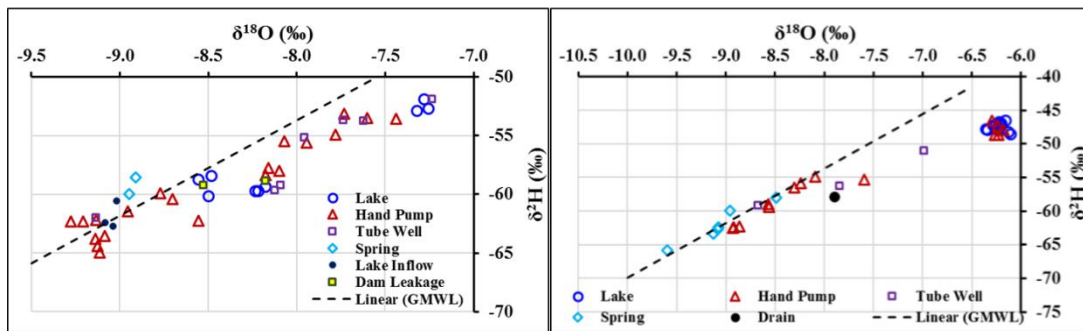 δ¹⁸O (‰)
-9.5 -9.0 -8.5 -8.0 -7.5 -7.0
-50
-55
-60
-65
-70
δ²H (‰)
Lake
Hand Pump
Tube Well
Spring
Lake Inflow
Dam Leakage
Linear (GMWL)
δ¹⁸O (‰)
-10.5 -10.0 -9.5 -9.0 -8.5 -8.0 -7.5 -7.0 -6.5 -6.0
-40
-45
-50
-55
-60
-65
-70
-75
δ²H (‰)
Lake Hand Pump Tube Well
Spring Drain Linear (GMWL)